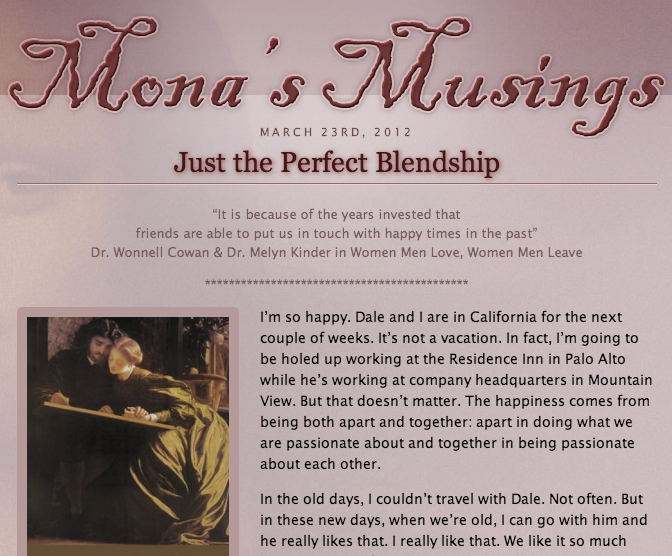 Mona's Musings
MARCH 23RD, 2012
Just the Perfect Blendship
“It is because of the years invested that
friends are able to put us in touch with happy times in the past”
Dr. Wonnell Cowan & Dr. Melyn Kinder in Women Men Love, Women Men Leave
********************************************
I’m so happy. Dale and I are in California for the next
couple of weeks. It’s not a vacation. In fact, I’m going to
be holed up working at the Residence Inn in Palo Alto
while he’s working at company headquarters in Mountain
View. But that doesn’t matter. The happiness comes from
being both apart and together: apart in doing what we
are passionate about and together in being passionate
about each other.
In the old days, I couldn’t travel with Dale. Not often. But
in these new days, when we’re old, I can go with him and
he really likes that. I really like that. We like it so much